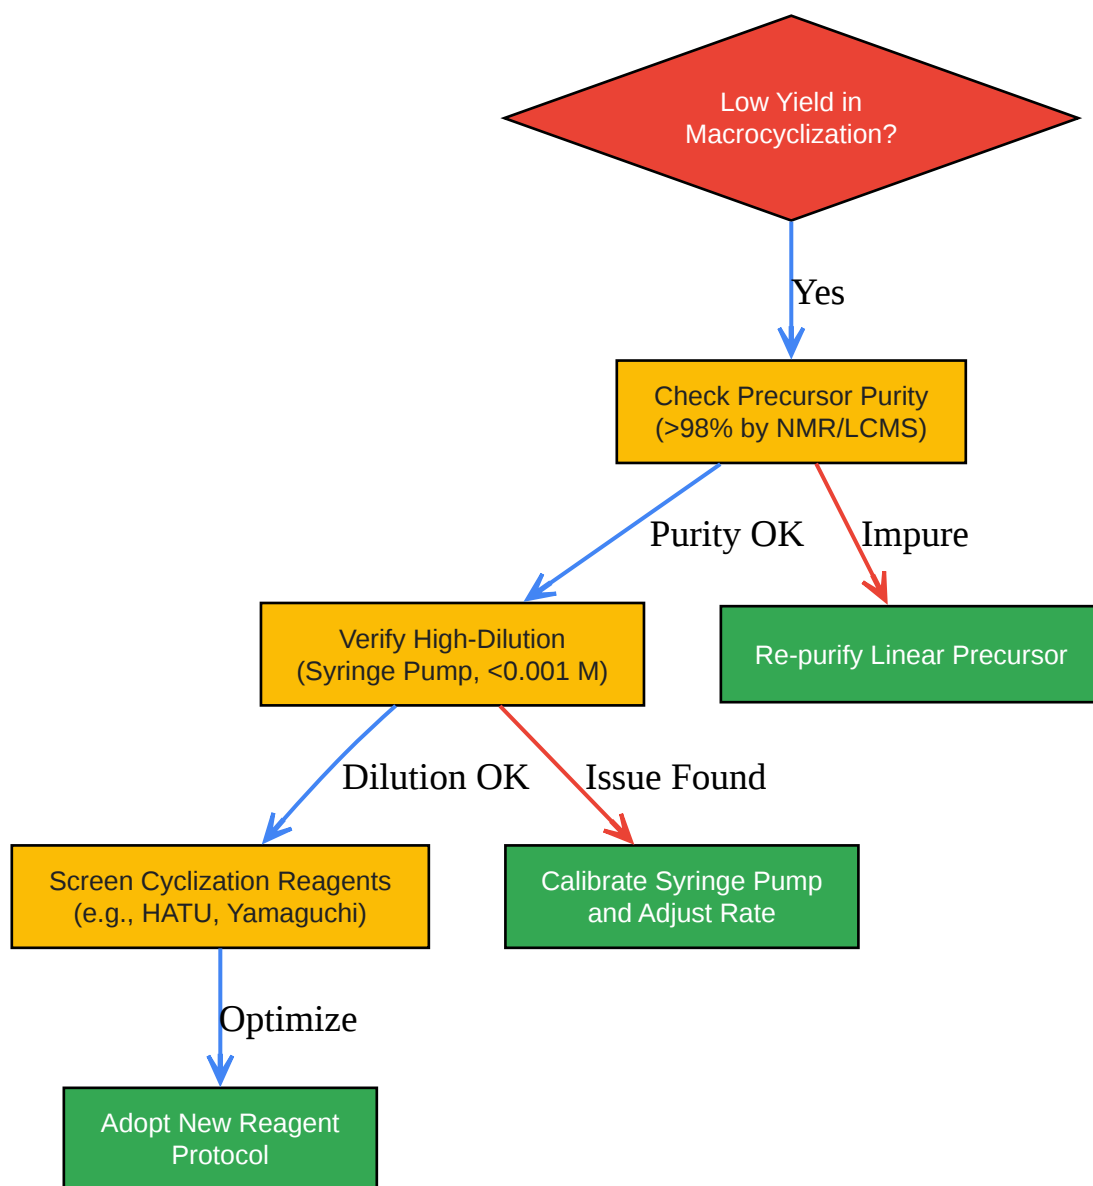 Low Yield in
Macrocyclization?
Yes
Check Precursor Purity
(>98% by NMR/LCMS)
Purity OK
Impure
Verify High-Dilution
(Syringe Pump, <0.001 M)
Re-purify Linear Precursor
Dilution OK
Issue Found
Screen Cyclization Reagents
(e.g., HATU, Yamaguchi)
Calibrate Syringe Pump
and Adjust Rate
Optimize
Adopt New Reagent
Protocol